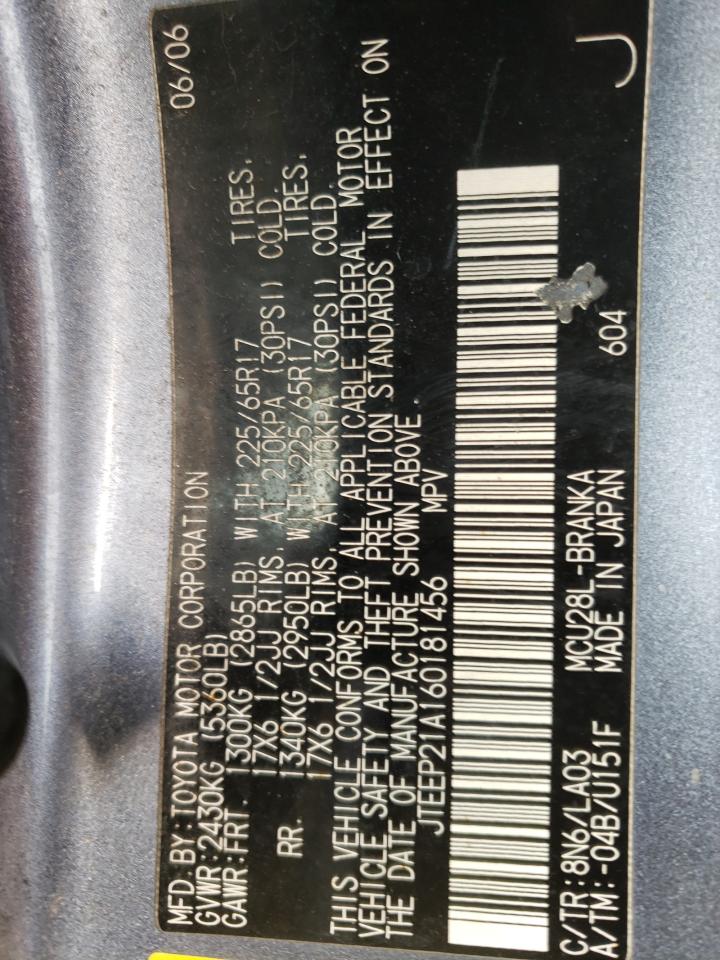 MFD.BY:TOYOTA MOTOR CORPORATION 06/06
GVWR:2430KG (5360LB)
GAWR:FRT. 1300KG (2865LB) WITH 225/65R17 TIRES,
17X6 1/2JJ RIMS, AT 210KPA (30PSI) COLD.
RR. 1340KG (2950LB) WITH 225/65R17 TIRES,
17X6 1/2JJ RIMS, AT 210KPA (30PSI) COLD.
THIS VEHICLE CONFORMS TO ALL APPLICABLE FEDERAL MOTOR
VEHICLE SAFETY AND THEFT PREVENTION STANDARDS IN EFFECT ON
THE DATE OF MANUFACTURE SHOWN ABOVE.
JTEEP21A160181456 MPV
C/TR:8N6/LA03 MCU28L-BRANKA 604
A/TM:-04B/U151F MADE IN JAPAN J